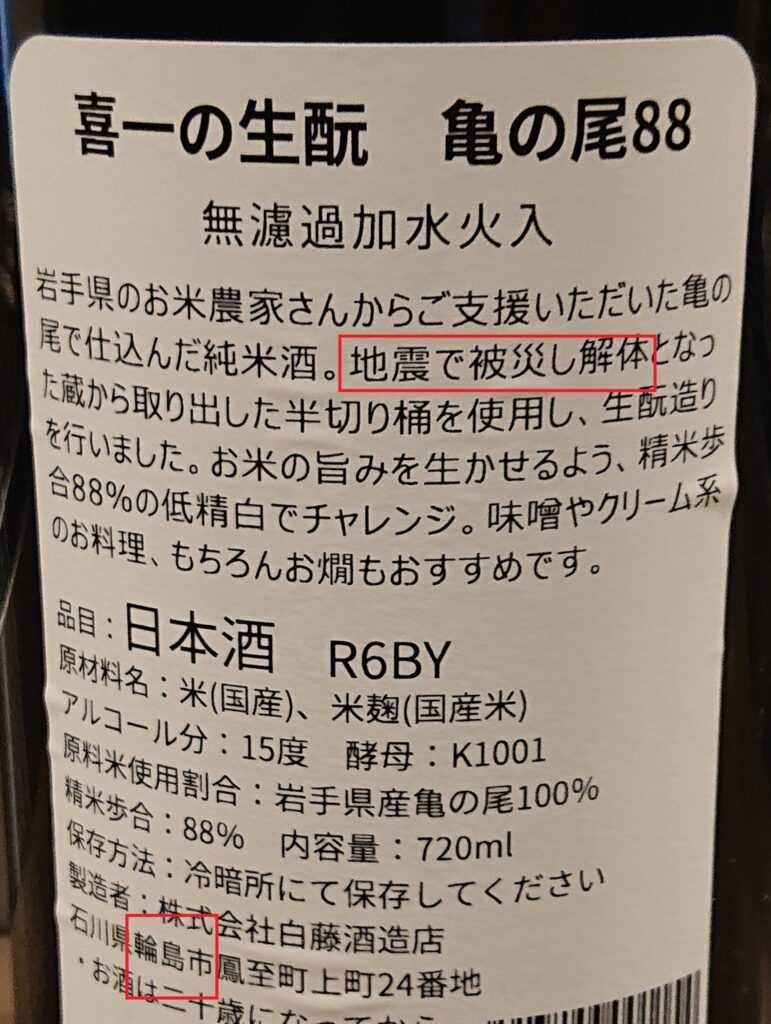 喜一の生酛　亀の尾88
無濾過加水火入
岩手県のお米農家さんからご支援いただいた亀の
尾で仕込んだ純米酒。地震で被災し解体となっ
た蔵から取り出した半切り桶を使用し、生酛造り
を行いました。お米の旨みを生かせるよう、精米歩
合88%の低精白でチャレンジ。味噌やクリーム系
のお料理、もちろんお燗もおすすめです。
品目：日本酒　R6BY
原材料名：米(国産)、米麹(国産米)
アルコール分：15度　酵母：K1001
原料米使用割合：岩手県産亀の尾100%
精米歩合：88%　内容量：720ml
保存方法：冷暗所にて保存してください
製造者：株式会社白藤酒造店
石川県輪島市鳳至町上町24番地
・お酒は二十歳になってから